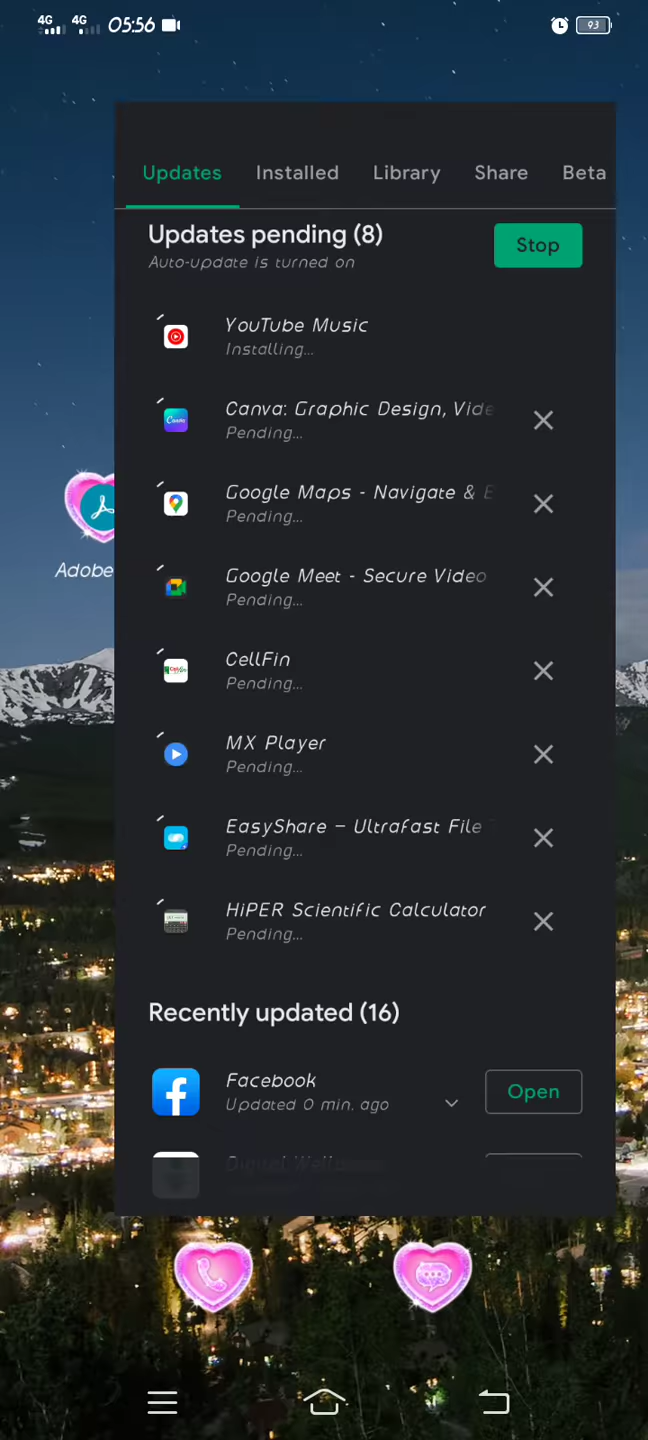 4G 4G 05:56 93
Updates Installed Library Share Beta
Updates pending (8)
Stop
Auto-update is turned on
YouTube Music
Installing...
Canva: Graphic Design, Vide
Pending...
Google Maps - Navigate & E
Pending...
Google Meet - Secure Video
Pending...
Adobe
CellFin
Pending...
MX Player
Pending...
EasyShare – Ultrafast File
Pending...
HiPER Scientific Calculator
Pending...
Recently updated (16)
Facebook
Updated 0 min. ago
Open